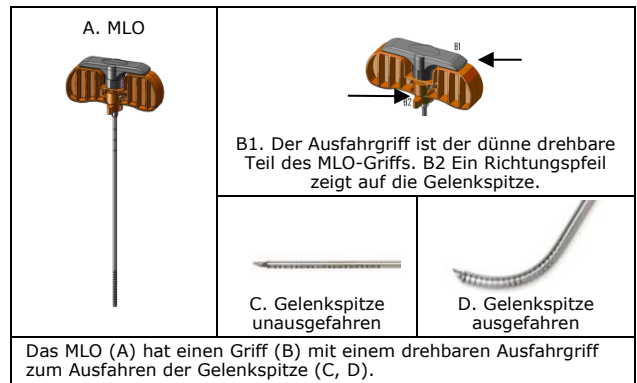 A. MLO
B1
B2
B1. Der Ausfahrgriff ist der dünne drehbare
Teil des MLO-Griffs. B2 Ein Richtungspfeil
zeigt auf die Gelenkspitze.
C. Gelenkspitze
unausgefahren
D. Gelenkspitze
ausgefahren
Das MLO (A) hat einen Griff (B) mit einem drehbaren Ausfahrgriff
zum Ausfahren der Gelenkspitze (C, D).